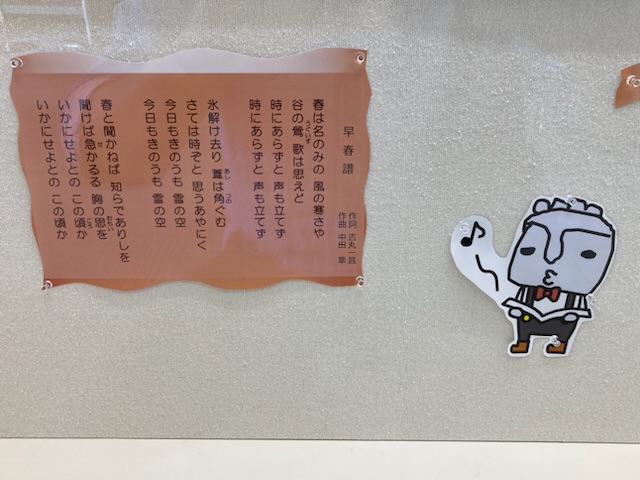 早春譜
作詞 吉丸一昌
作曲 中田 章
春は名のみの 風の寒さや
谷の鶯 歌は思えど
時にあらずと 声も立てず
時にあらずと 声も立てず
氷解け去り 葦は角ぐむ
さては時ぞと 思うあやにく
今日もきのうも 雪の空
今日もきのうも 雪の空
春と聞かねば 知らでありしを
聞けば急かるる 胸の思を
いかにせよとの この頃か
いかにせよとの この頃か